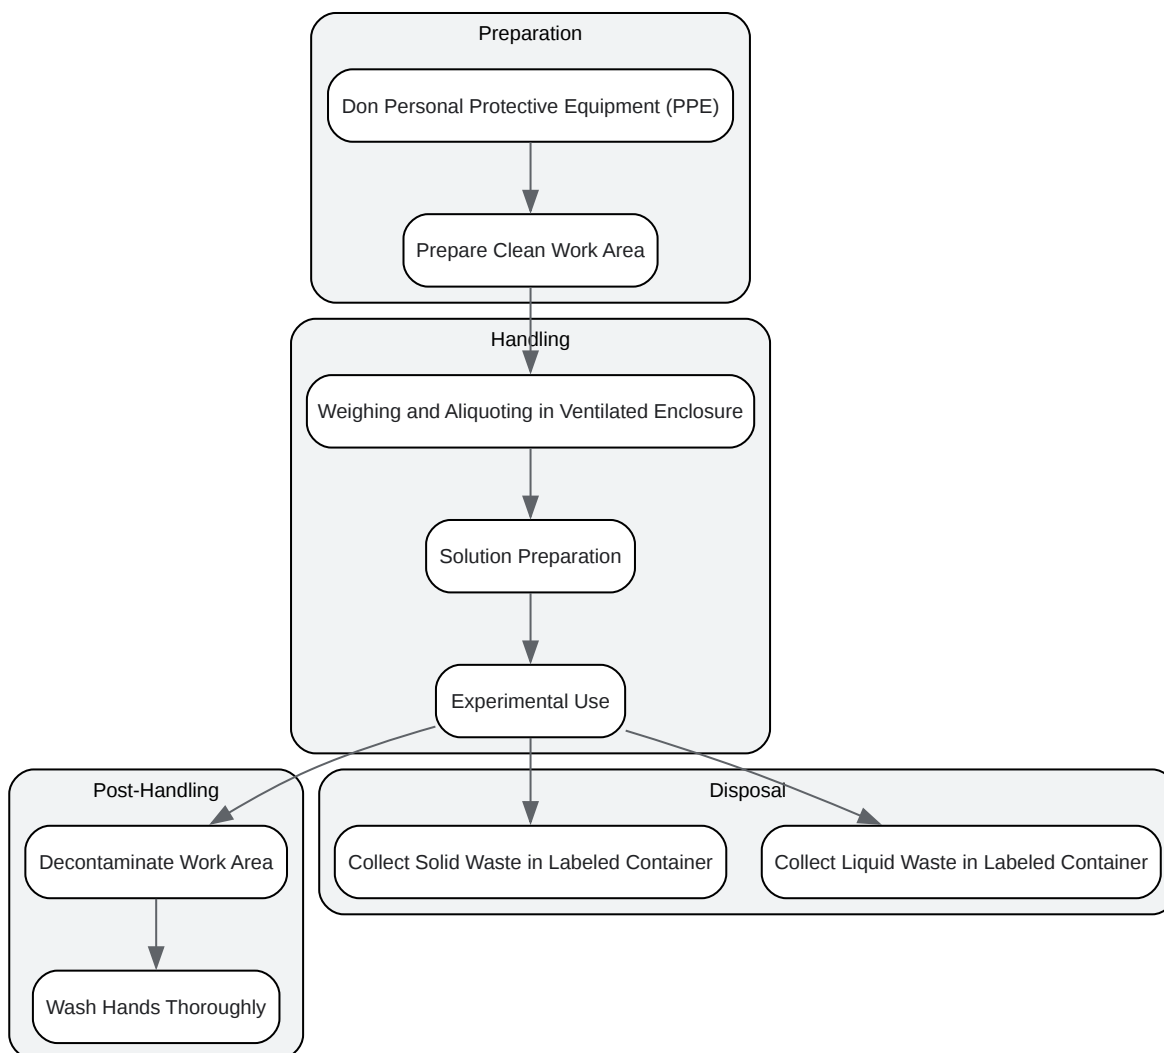 Preparation
Don Personal Protective Equipment (PPE)
Prepare Clean Work Area
Handling
Weighing and Aliquoting in Ventilated Enclosure
Solution Preparation
Experimental Use
Post-Handling
Decontaminate Work Area
Wash Hands Thoroughly
Disposal
Collect Solid Waste in Labeled Container
Collect Liquid Waste in Labeled Container